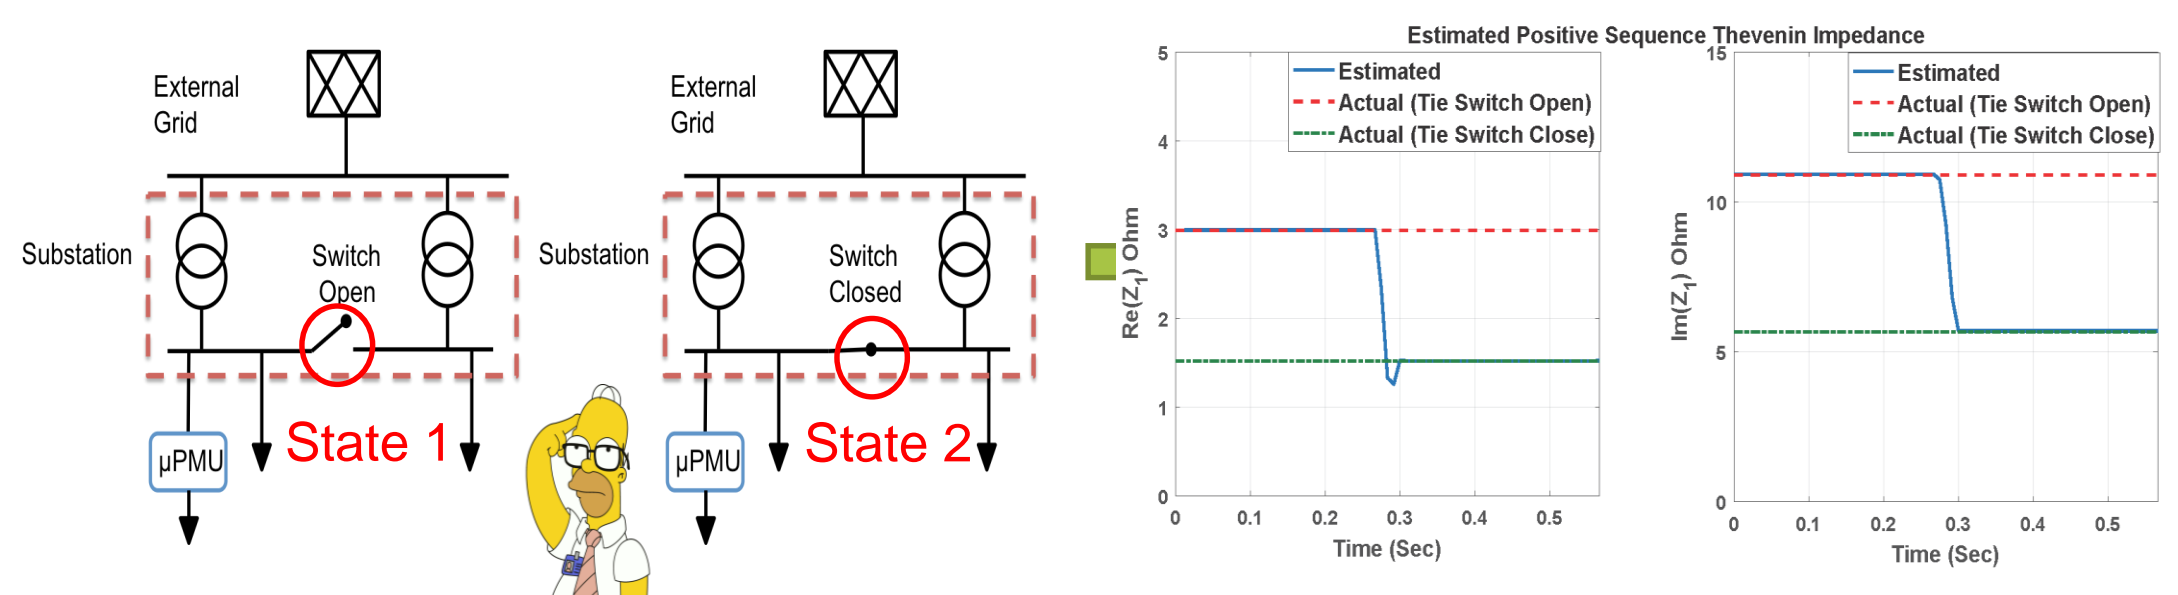 External
Grid
Substation
Switch
Open
State 1
µPMU
External
Grid
Substation
Switch
Closed
State 2
µPMU
Estimated Positive Sequence Thevenin Impedance
Estimated
Actual (Tie Switch Open)
Actual (Tie Switch Close)
Re(Z1) Ohm
5
4
3
2
1
0
0 0.1 0.2 0.3 0.4 0.5
Time (Sec)
Estimated
Actual (Tie Switch Open)
Actual (Tie Switch Close)
Im(Z1) Ohm
15
10
5
0
0 0.1 0.2 0.3 0.4 0.5
Time (Sec)